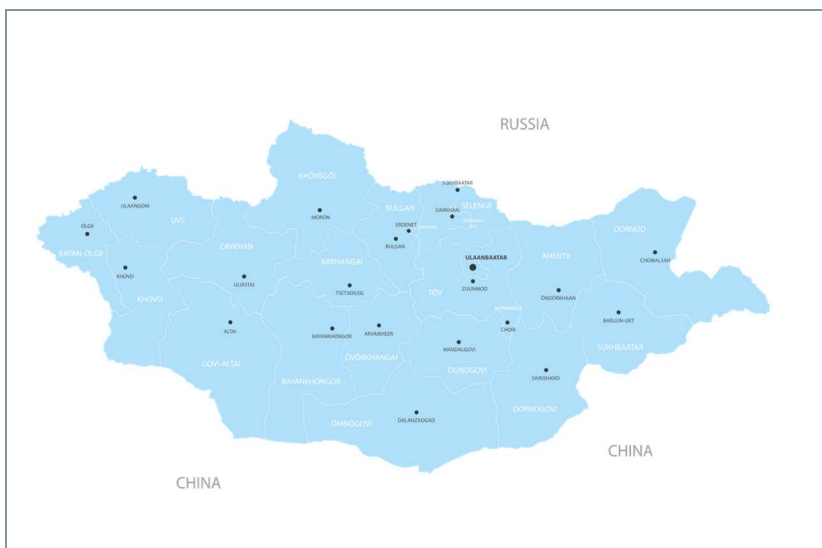 RUSSIA
SÜKHBAATAR
KHÖVSGÖL
ULAANGOM
DARKHAN
SELENGE
BULGAN
MÖRÖN
UVS
ÖLGII
ERDENET
DORNOD
ZAVKHAN
BULGAN
BAYAN-ÖLGII
ARKHANGAI
ULAANBAATAR
KHENTII
CHOIBALSAN
KHOVD
ULIASTAI
TSETSERLEG
ZUUNMOD
TÖV
ÖNDÖRKHAAN
KHOVD
BARUUN-URT
ALTAI
BAYANKHONGOR
ARVAIKHEER
CHOIR
MANDALGOVI
SÜKHBAATAR
GOVI-ALTAI
ÖVÖRKHANGAI
DUNDGOVI
SAINSHAND
BAYANKHONGOR
DORNOGOVI
ÖMNÖGOVI
DALANZADGAD
CHINA
CHINA